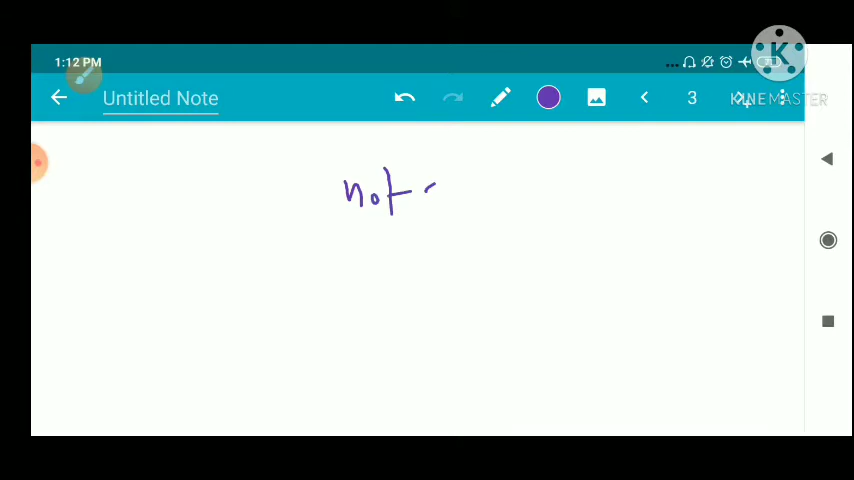 1:12 PM
Untitled Note
3
KINEMASTER
not